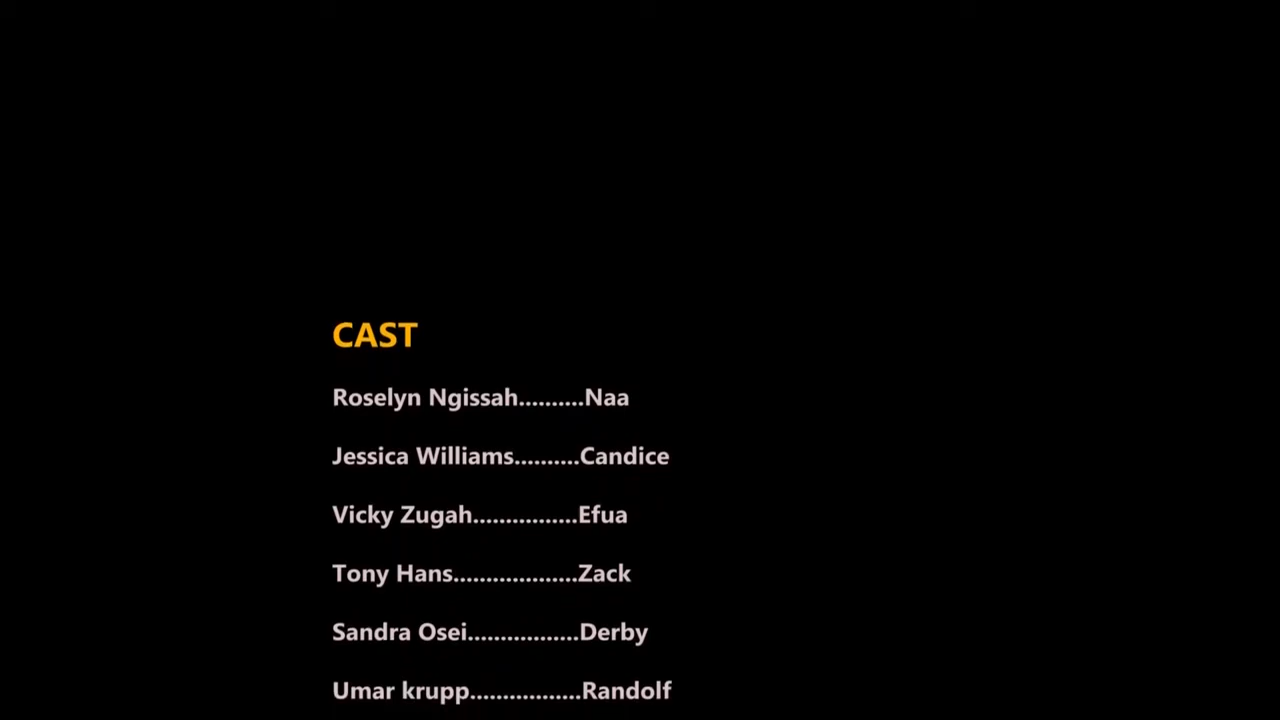 CAST
Roselyn Ngissah..........Naa
Jessica Williams..........Candice
Vicky Zugah................Efua
Tony Hans...................Zack
Sandra Osei.................Derby
Umar krupp.................Randolf